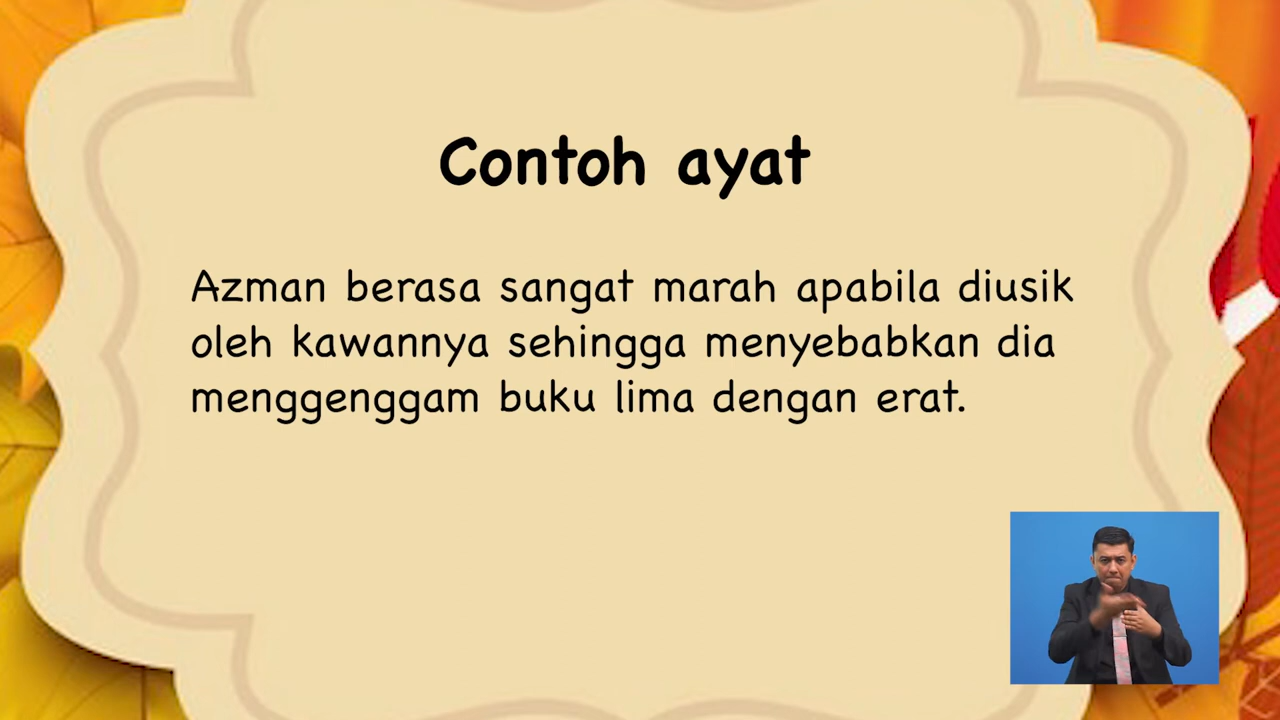 Contoh ayat
Azman berasa sangat marah apabila diusik
oleh kawannya sehingga menyebabkan dia
menggenggam buku lima dengan erat.